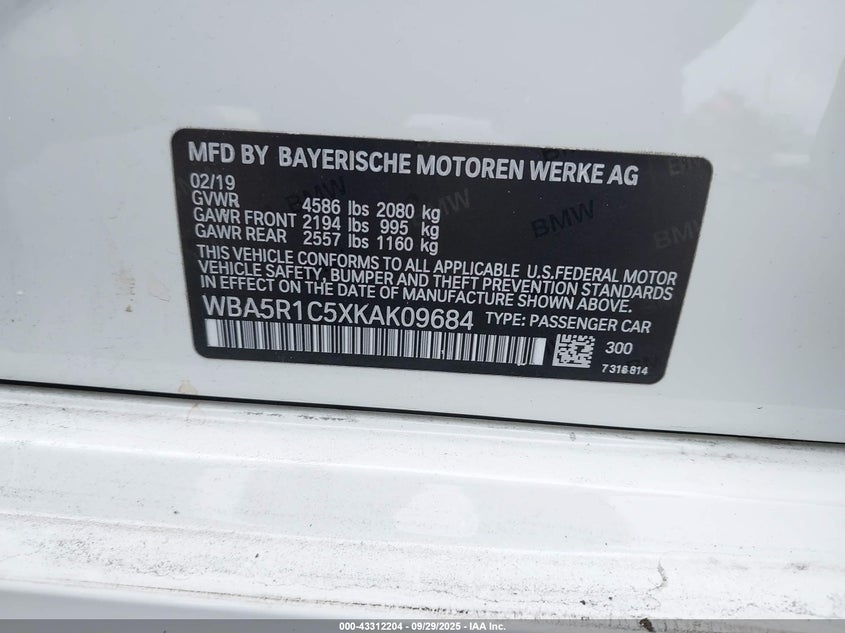 MFD BY BAYERISCHE MOTOREN WERKE AG
02/19
GVWR 4586 lbs 2080 kg
GAWR FRONT 2194 lbs 995 kg
GAWR REAR 2557 lbs 1160 kg
THIS VEHICLE CONFORMS TO ALL APPLICABLE U.S.FEDERAL MOTOR
VEHICLE SAFETY, BUMPER AND THEFT PREVENTION STANDARDS
IN EFFECT ON THE DATE OF MANUFACTURE SHOWN ABOVE.
WBA5R1C5XKAK09684 TYPE: PASSENGER CAR
300
7 316 814
BMW
BMW
BMW
000-43312204 - 09/29/2025 - IAA Inc.